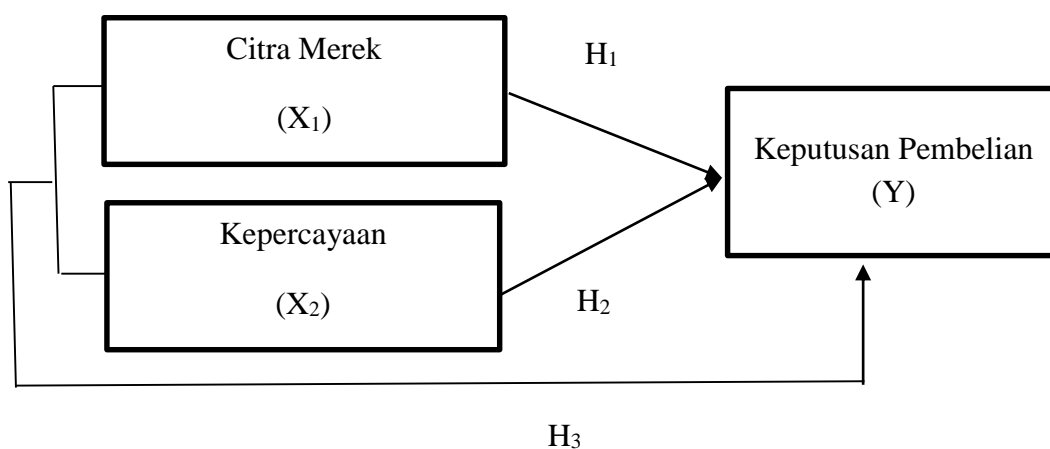 Citra Merek
(X₁)
H₁
Keputusan Pembelian
(Y)
Kepercayaan
(X₂)
H₂
H₃